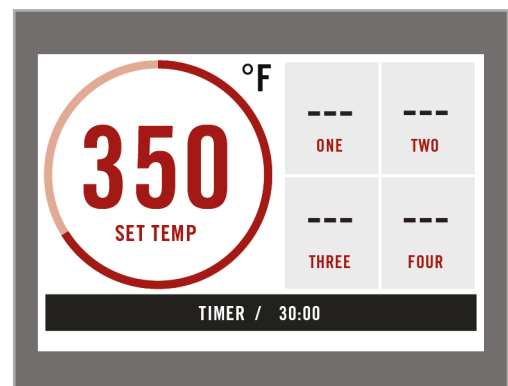 °F
350
SET TEMP
--- ---
ONE TWO
--- ---
THREE FOUR
TIMER / 30:00